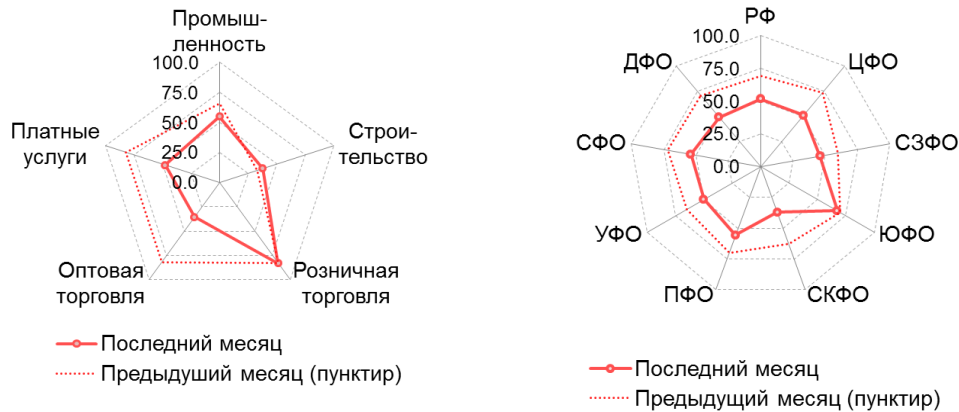 Промыш-
ленность
100.0
75.0
50.0
25.0
0.0
Строи-
тельство
Розничная
торговля
Оптовая
торговля
Платные
услуги
Последний месяц
Предыдуший месяц (пунктир)
РФ
100.0
75.0
50.0
25.0
0.0
ЦФО
СЗФО
ЮФО
СКФО
ПФО
УФО
СФО
ДФО
Последний месяц
Предыдущий месяц (пунктир)